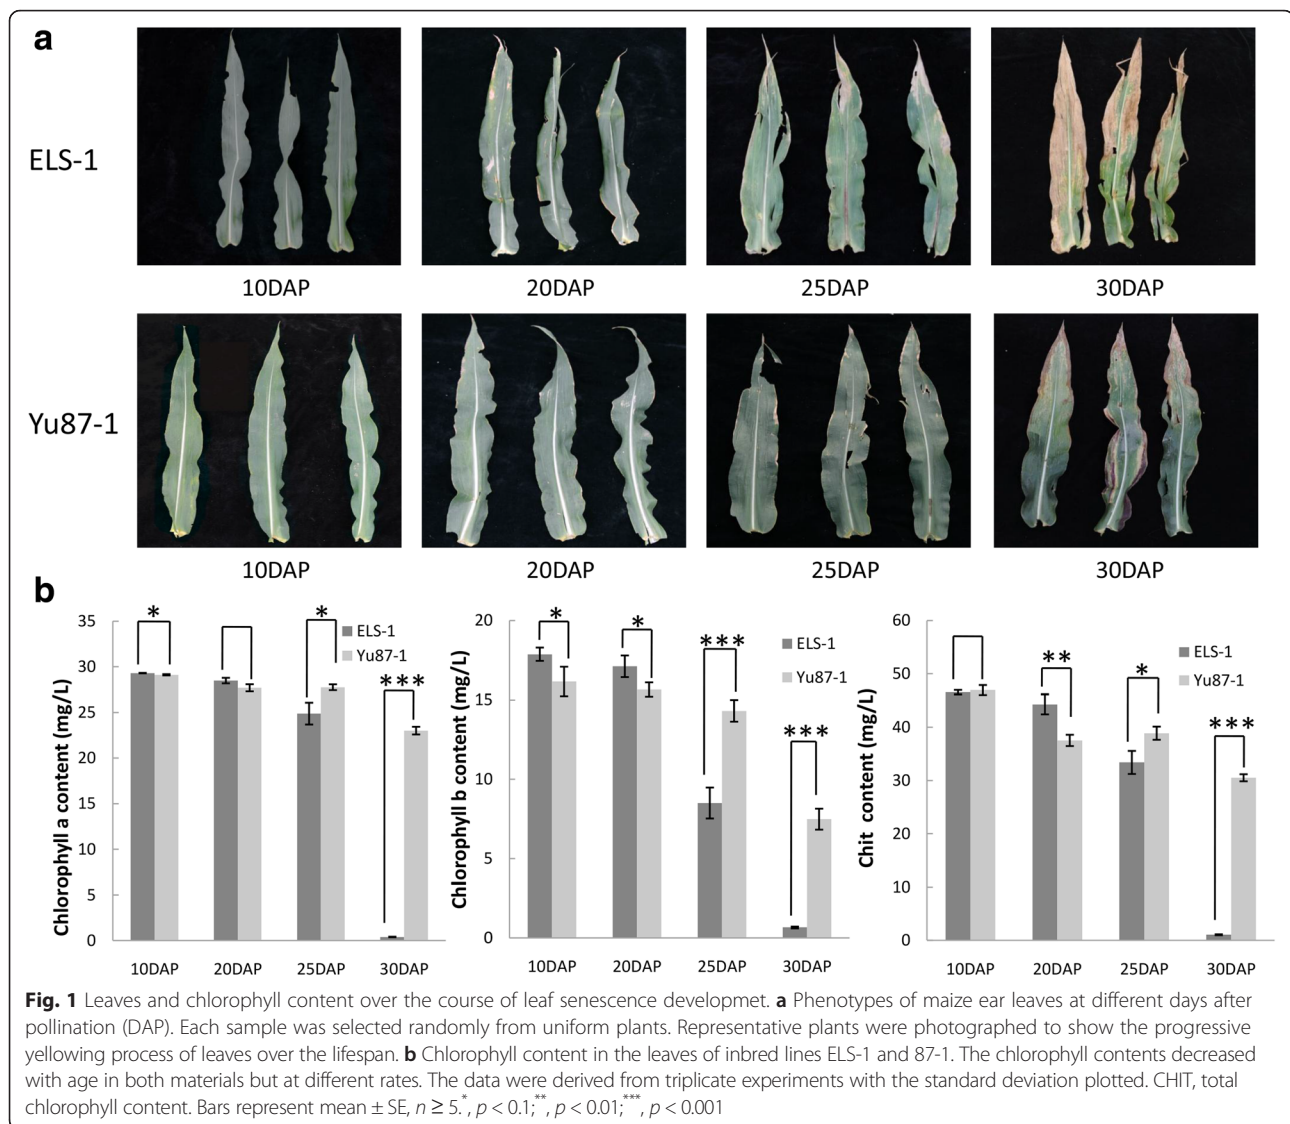 a
ELS-1
10DAP
20DAP
25DAP
30DAP
Yu87-1
10DAP
20DAP
25DAP
30DAP
b
Chlorophyll a content (mg/L)
35
30
25
20
15
10
5
0
*
*
***
ELS-1
Yu87-1
10DAP
20DAP
25DAP
30DAP
Chlorophyll b content (mg/L)
20
15
10
5
0
*
*
***
***
ELS-1
Yu87-1
10DAP
20DAP
25DAP
30DAP
Chit content (mg/L)
60
50
40
30
20
10
0
**
*
***
ELS-1
Yu87-1
10DAP
20DAP
25DAP
30DAP
Fig. 1 Leaves and chlorophyll content over the course of leaf senescence developmet. a Phenotypes of maize ear leaves at different days after
pollination (DAP). Each sample was selected randomly from uniform plants. Representative plants were photographed to show the progressive
yellowing process of leaves over the lifespan. b Chlorophyll content in the leaves of inbred lines ELS-1 and 87-1. The chlorophyll contents decreased
with age in both materials but at different rates. The data were derived from triplicate experiments with the standard deviation plotted. CHIT, total
chlorophyll content. Bars represent mean ± SE, n ≥ 5.*, p < 0.1;**, p < 0.01;***, p < 0.001